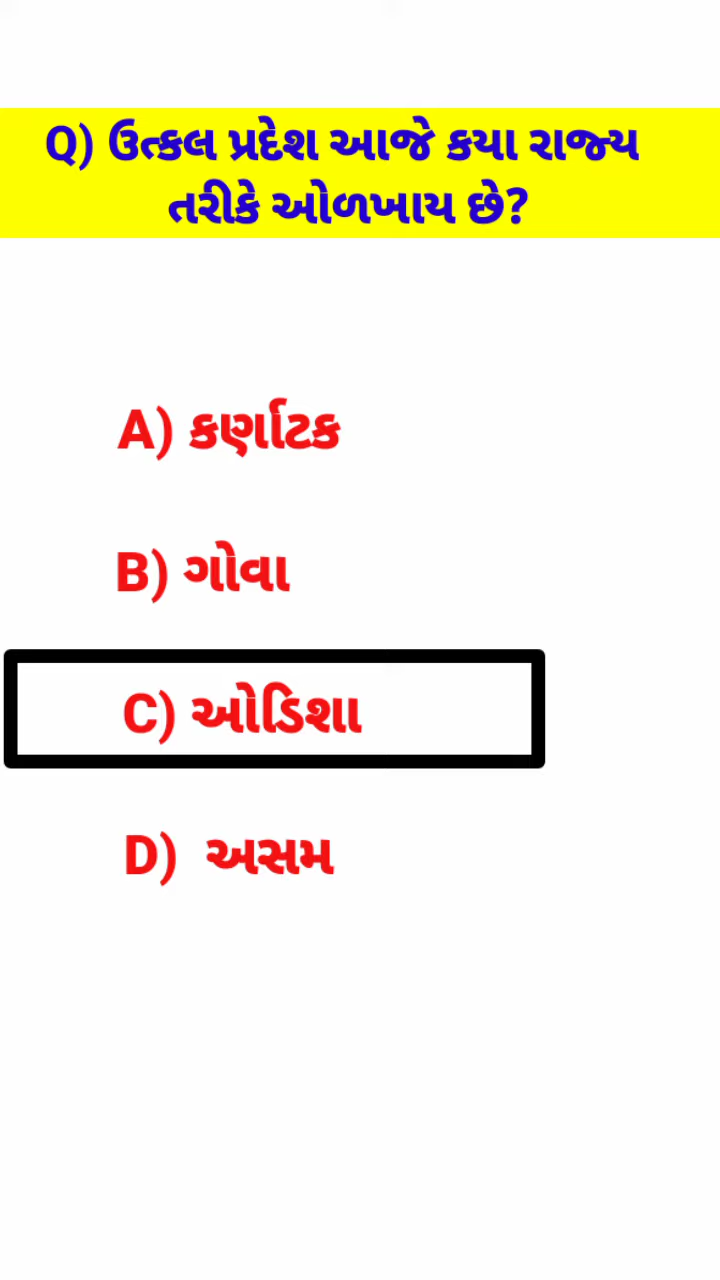 Q) ઉત્કલ પ્રદેશ આજે કયા રાજ્ય
તરીકે ઓળખાય છે?
A) કર્ણાટક
B) ગોવા
C) ઓડિશા
D) અસમ